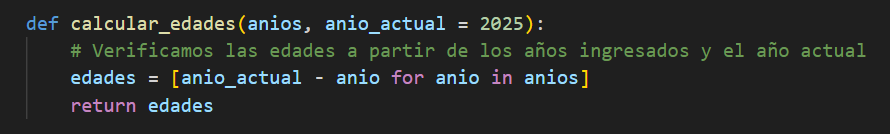 def calcular_edades(anios, anio_actual = 2025):
    # Verificamos las edades a partir de los años ingresados y el año actual
    edades = [anio_actual - anio for anio in anios]
    return edades